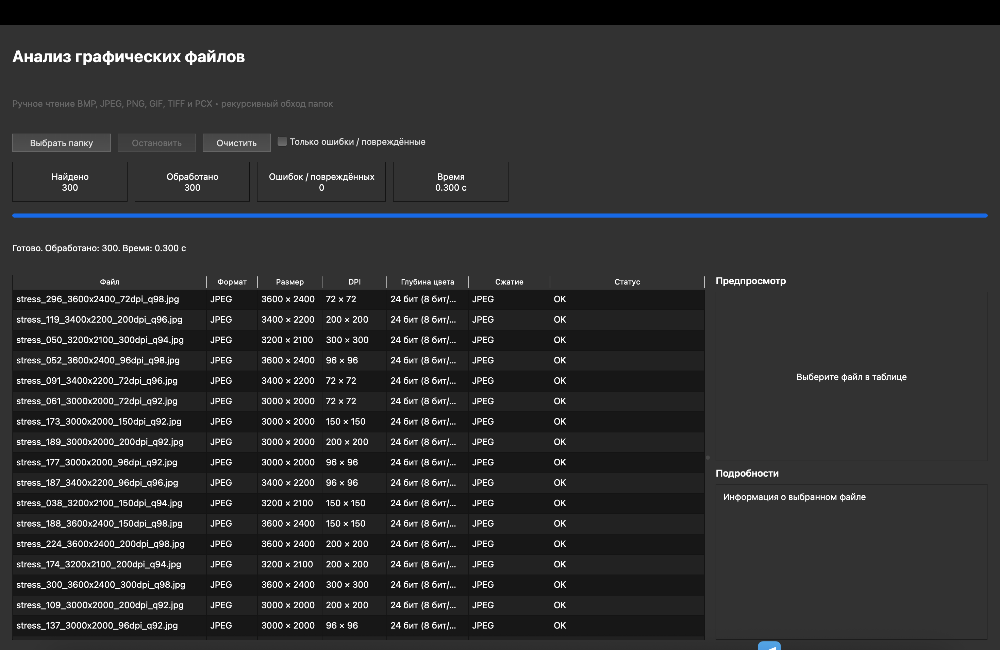 Анализ графических файлов
Ручное чтение BMP, JPEG, PNG, GIF, TIFF и PCX • рекурсивный обход папок
Выбрать папку Остановить Очистить Только ошибки / повреждённые
Найдено Обработано Ошибок / повреждённых Время
300 300 0 0.300 с
Готово. Обработано: 300. Время: 0.300 с
Файл Формат Размер DPI Глубина цвета Сжатие Статус
stress_296_3600x2400_72dpi_q98.jpg JPEG 3600 × 2400 72 × 72 24 бит (8 бит/... JPEG OK
stress_119_3400x2200_200dpi_q96.jpg JPEG 3400 × 2200 200 × 200 24 бит (8 бит/... JPEG OK
stress_050_3200x2100_300dpi_q94.jpg JPEG 3200 × 2100 300 × 300 24 бит (8 бит/... JPEG OK
stress_052_3600x2400_96dpi_q98.jpg JPEG 3600 × 2400 96 × 96 24 бит (8 бит/... JPEG OK
stress_091_3400x2200_72dpi_q96.jpg JPEG 3400 × 2200 72 × 72 24 бит (8 бит/... JPEG OK
stress_061_3000x2000_72dpi_q92.jpg JPEG 3000 × 2000 72 × 72 24 бит (8 бит/... JPEG OK
stress_173_3000x2000_150dpi_q92.jpg JPEG 3000 × 2000 150 × 150 24 бит (8 бит/... JPEG OK
stress_189_3000x2000_200dpi_q92.jpg JPEG 3000 × 2000 200 × 200 24 бит (8 бит/... JPEG OK
stress_177_3000x2000_96dpi_q92.jpg JPEG 3000 × 2000 96 × 96 24 бит (8 бит/... JPEG OK
stress_187_3400x2200_96dpi_q96.jpg JPEG 3400 × 2200 96 × 96 24 бит (8 бит/... JPEG OK
stress_038_3200x2100_150dpi_q94.jpg JPEG 3200 × 2100 150 × 150 24 бит (8 бит/... JPEG OK
stress_188_3600x2400_150dpi_q98.jpg JPEG 3600 × 2400 150 × 150 24 бит (8 бит/... JPEG OK
stress_224_3600x2400_200dpi_q98.jpg JPEG 3600 × 2400 200 × 200 24 бит (8 бит/... JPEG OK
stress_174_3200x2100_200dpi_q94.jpg JPEG 3200 × 2100 200 × 200 24 бит (8 бит/... JPEG OK
stress_300_3600x2400_300dpi_q98.jpg JPEG 3600 × 2400 300 × 300 24 бит (8 бит/... JPEG OK
stress_109_3000x2000_200dpi_q92.jpg JPEG 3000 × 2000 200 × 200 24 бит (8 бит/... JPEG OK
stress_137_3000x2000_96dpi_q92.jpg JPEG 3000 × 2000 96 × 96 24 бит (8 бит/... JPEG OK
Предпросмотр
Выберите файл в таблице
Подробности
Информация о выбранном файле